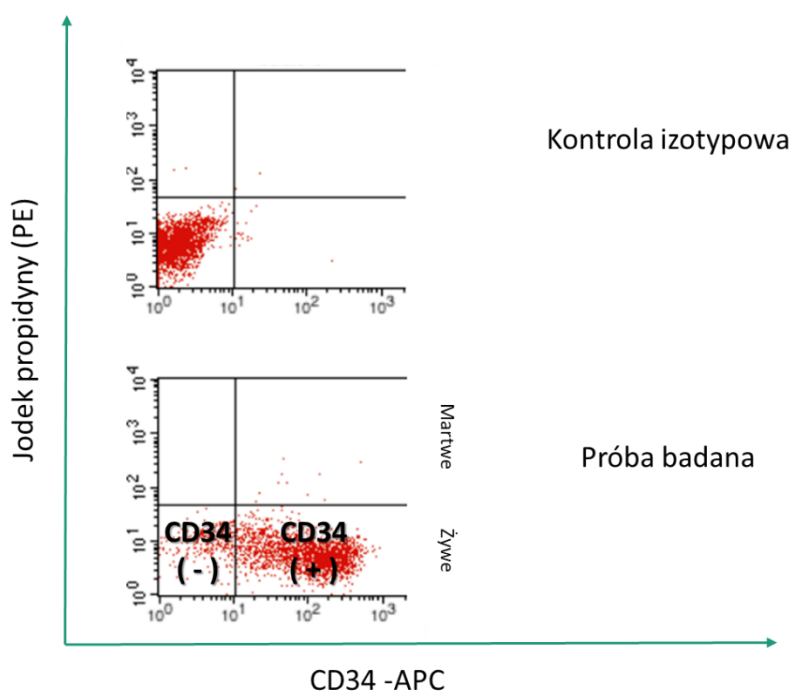 Jodek propidyny (PE)
10⁴
10³
10²
10¹
10⁰
10⁰ 10¹ 10² 10³
Kontrola izotypowa
10⁴
10³
10²
10¹
10⁰
10⁰ 10¹ 10² 10³
CD34
( - )
CD34
( + )
Martwe
Żywe
Próba badana
CD34 -APC